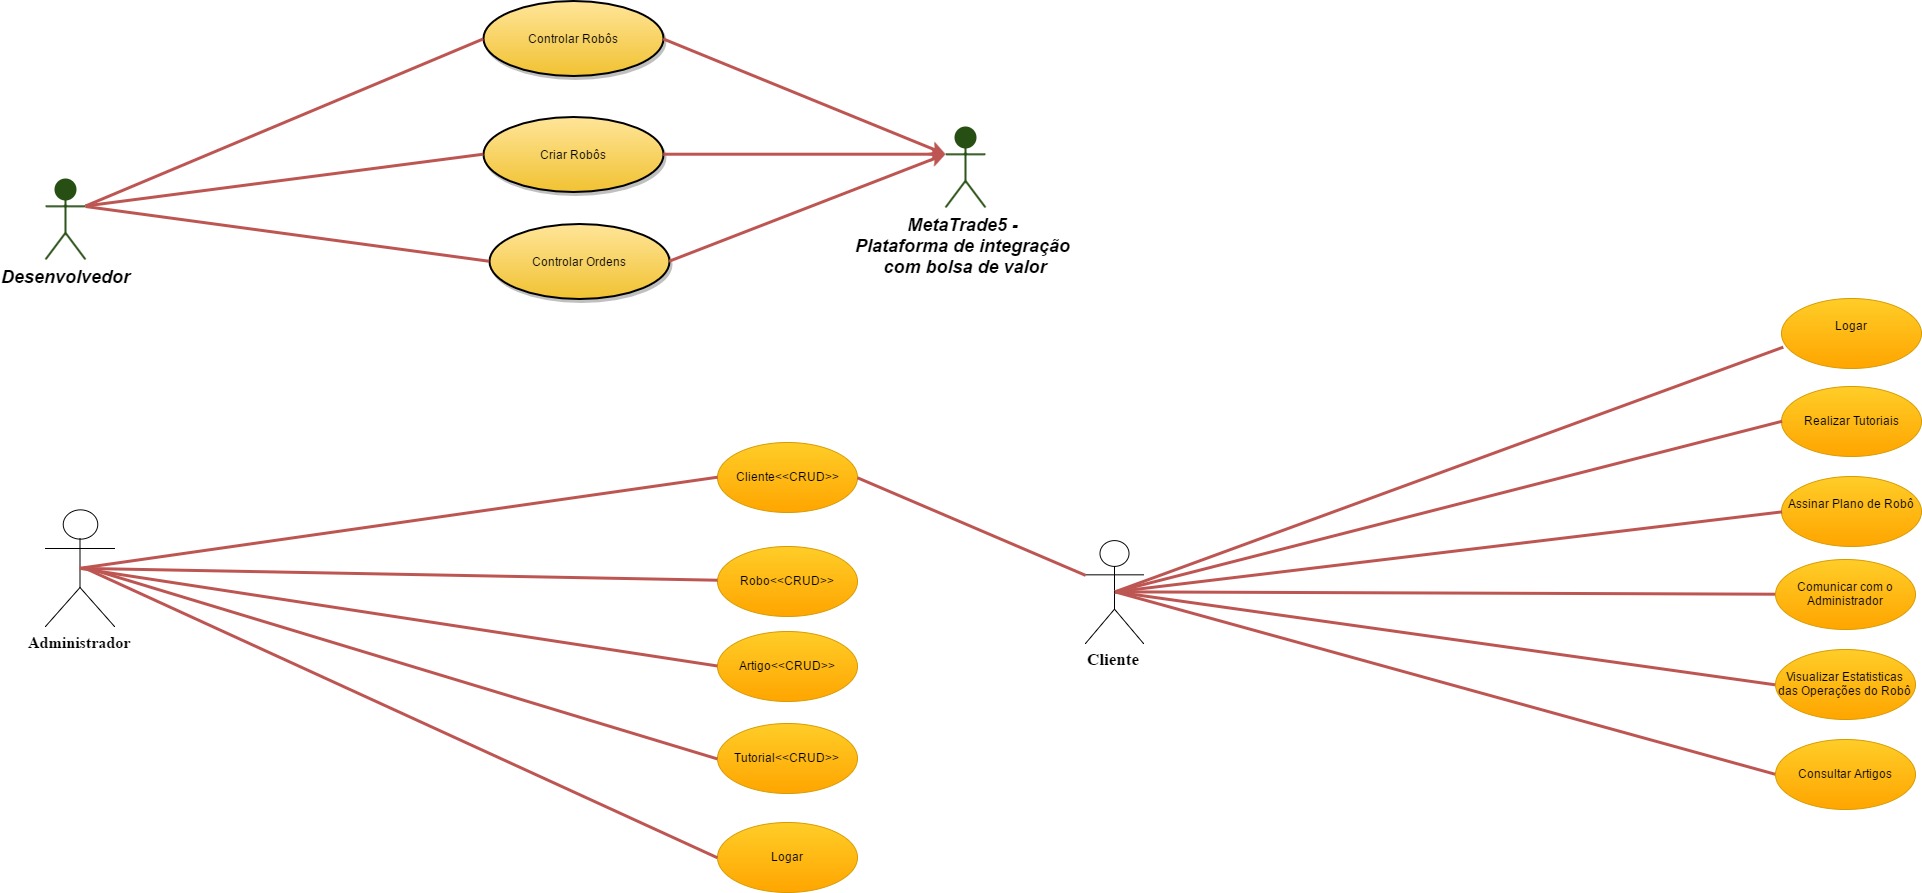 Controlar Robôs
Criar Robôs
Controlar Ordens
Desenvolvedor
MetaTrade5 -
Plataforma de integração
com bolsa de valor
Cliente<<CRUD>>
Robo<<CRUD>>
Artigo<<CRUD>>
Tutorial<<CRUD>>
Logar
Administrador
Cliente
Logar
Realizar Tutoriais
Assinar Plano de Robô
Comunicar com o
Administrador
Visualizar Estatisticas
das Operações do Robô
Consultar Artigos